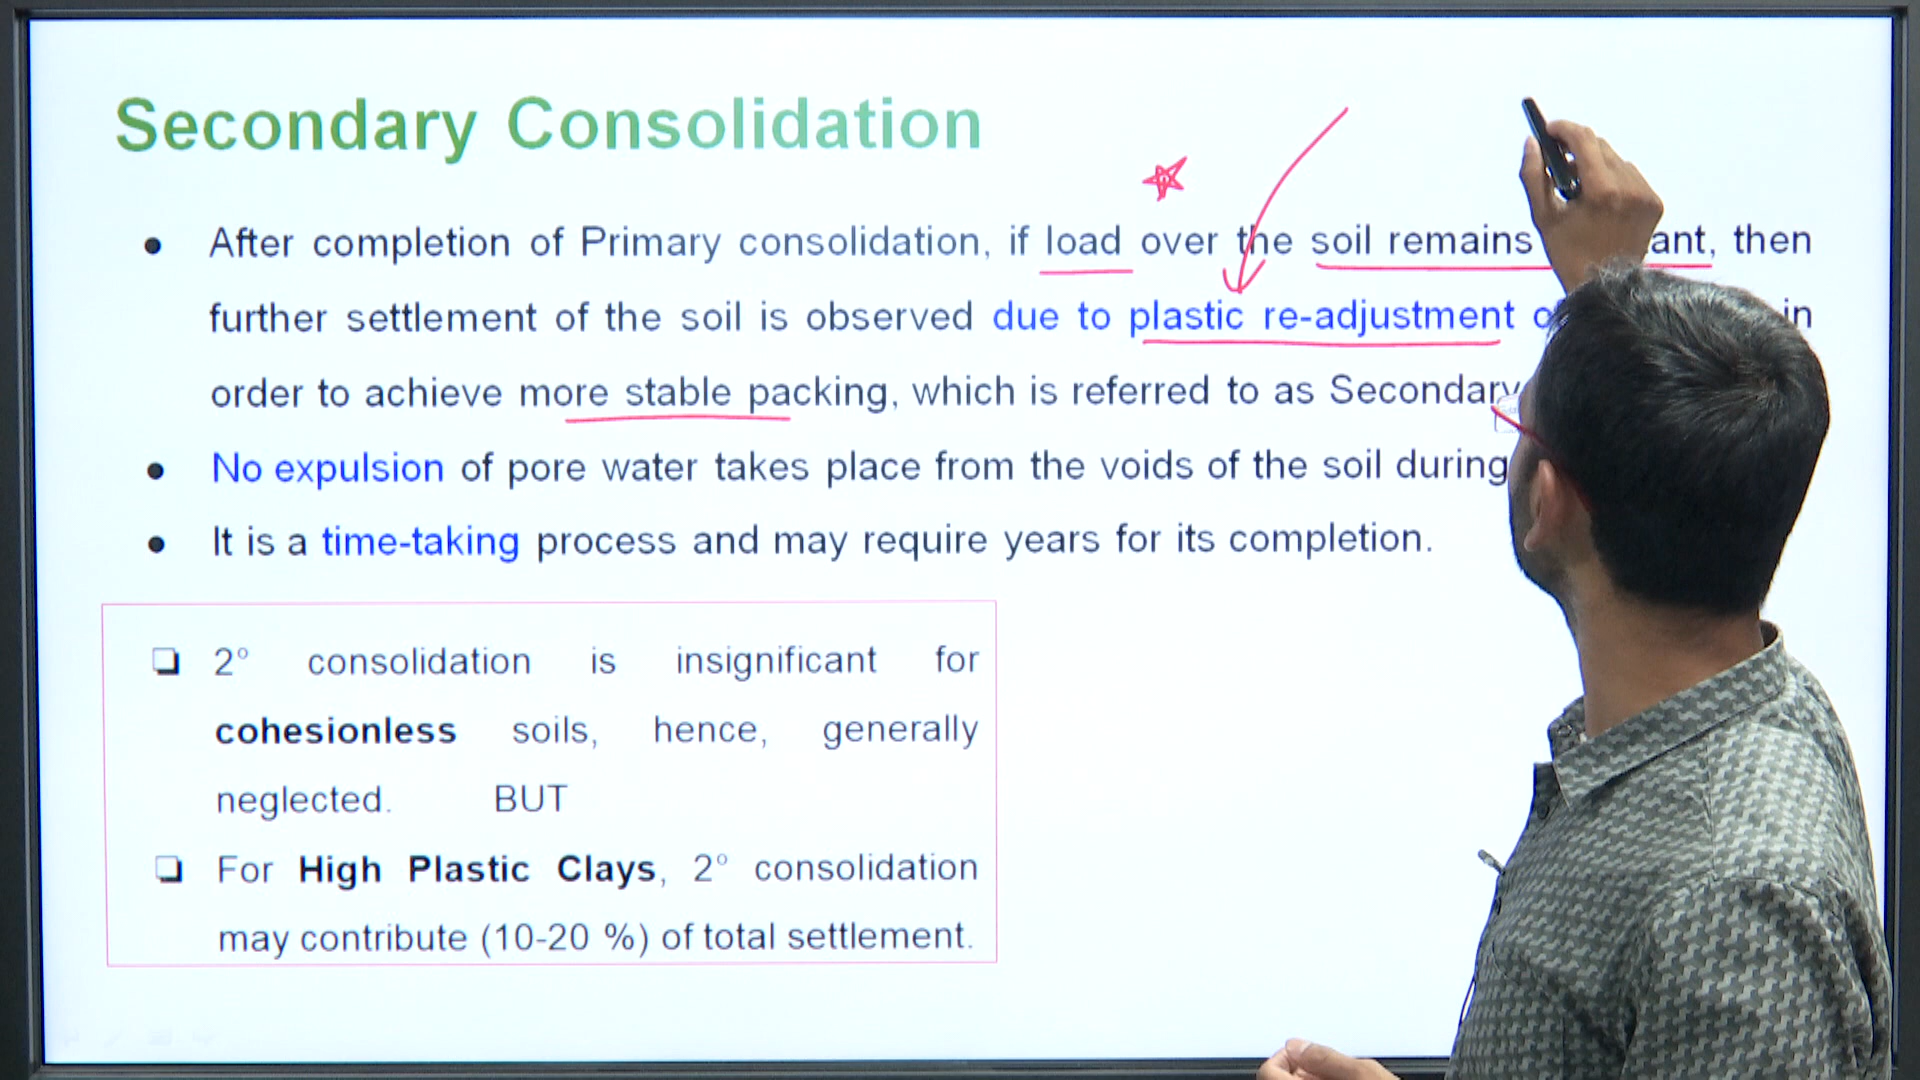 Secondary Consolidation
● After completion of Primary consolidation, if load over the soil remains ant, then
further settlement of the soil is observed due to plastic re-adjustment in
order to achieve more stable packing, which is referred to as Secondary
● No expulsion of pore water takes place from the voids of the soil during
● It is a time-taking process and may require years for its completion.
❏ 2° consolidation is insignificant for
cohesionless soils, hence, generally
neglected. BUT
❏ For High Plastic Clays, 2° consolidation
may contribute (10-20 %) of total settlement.